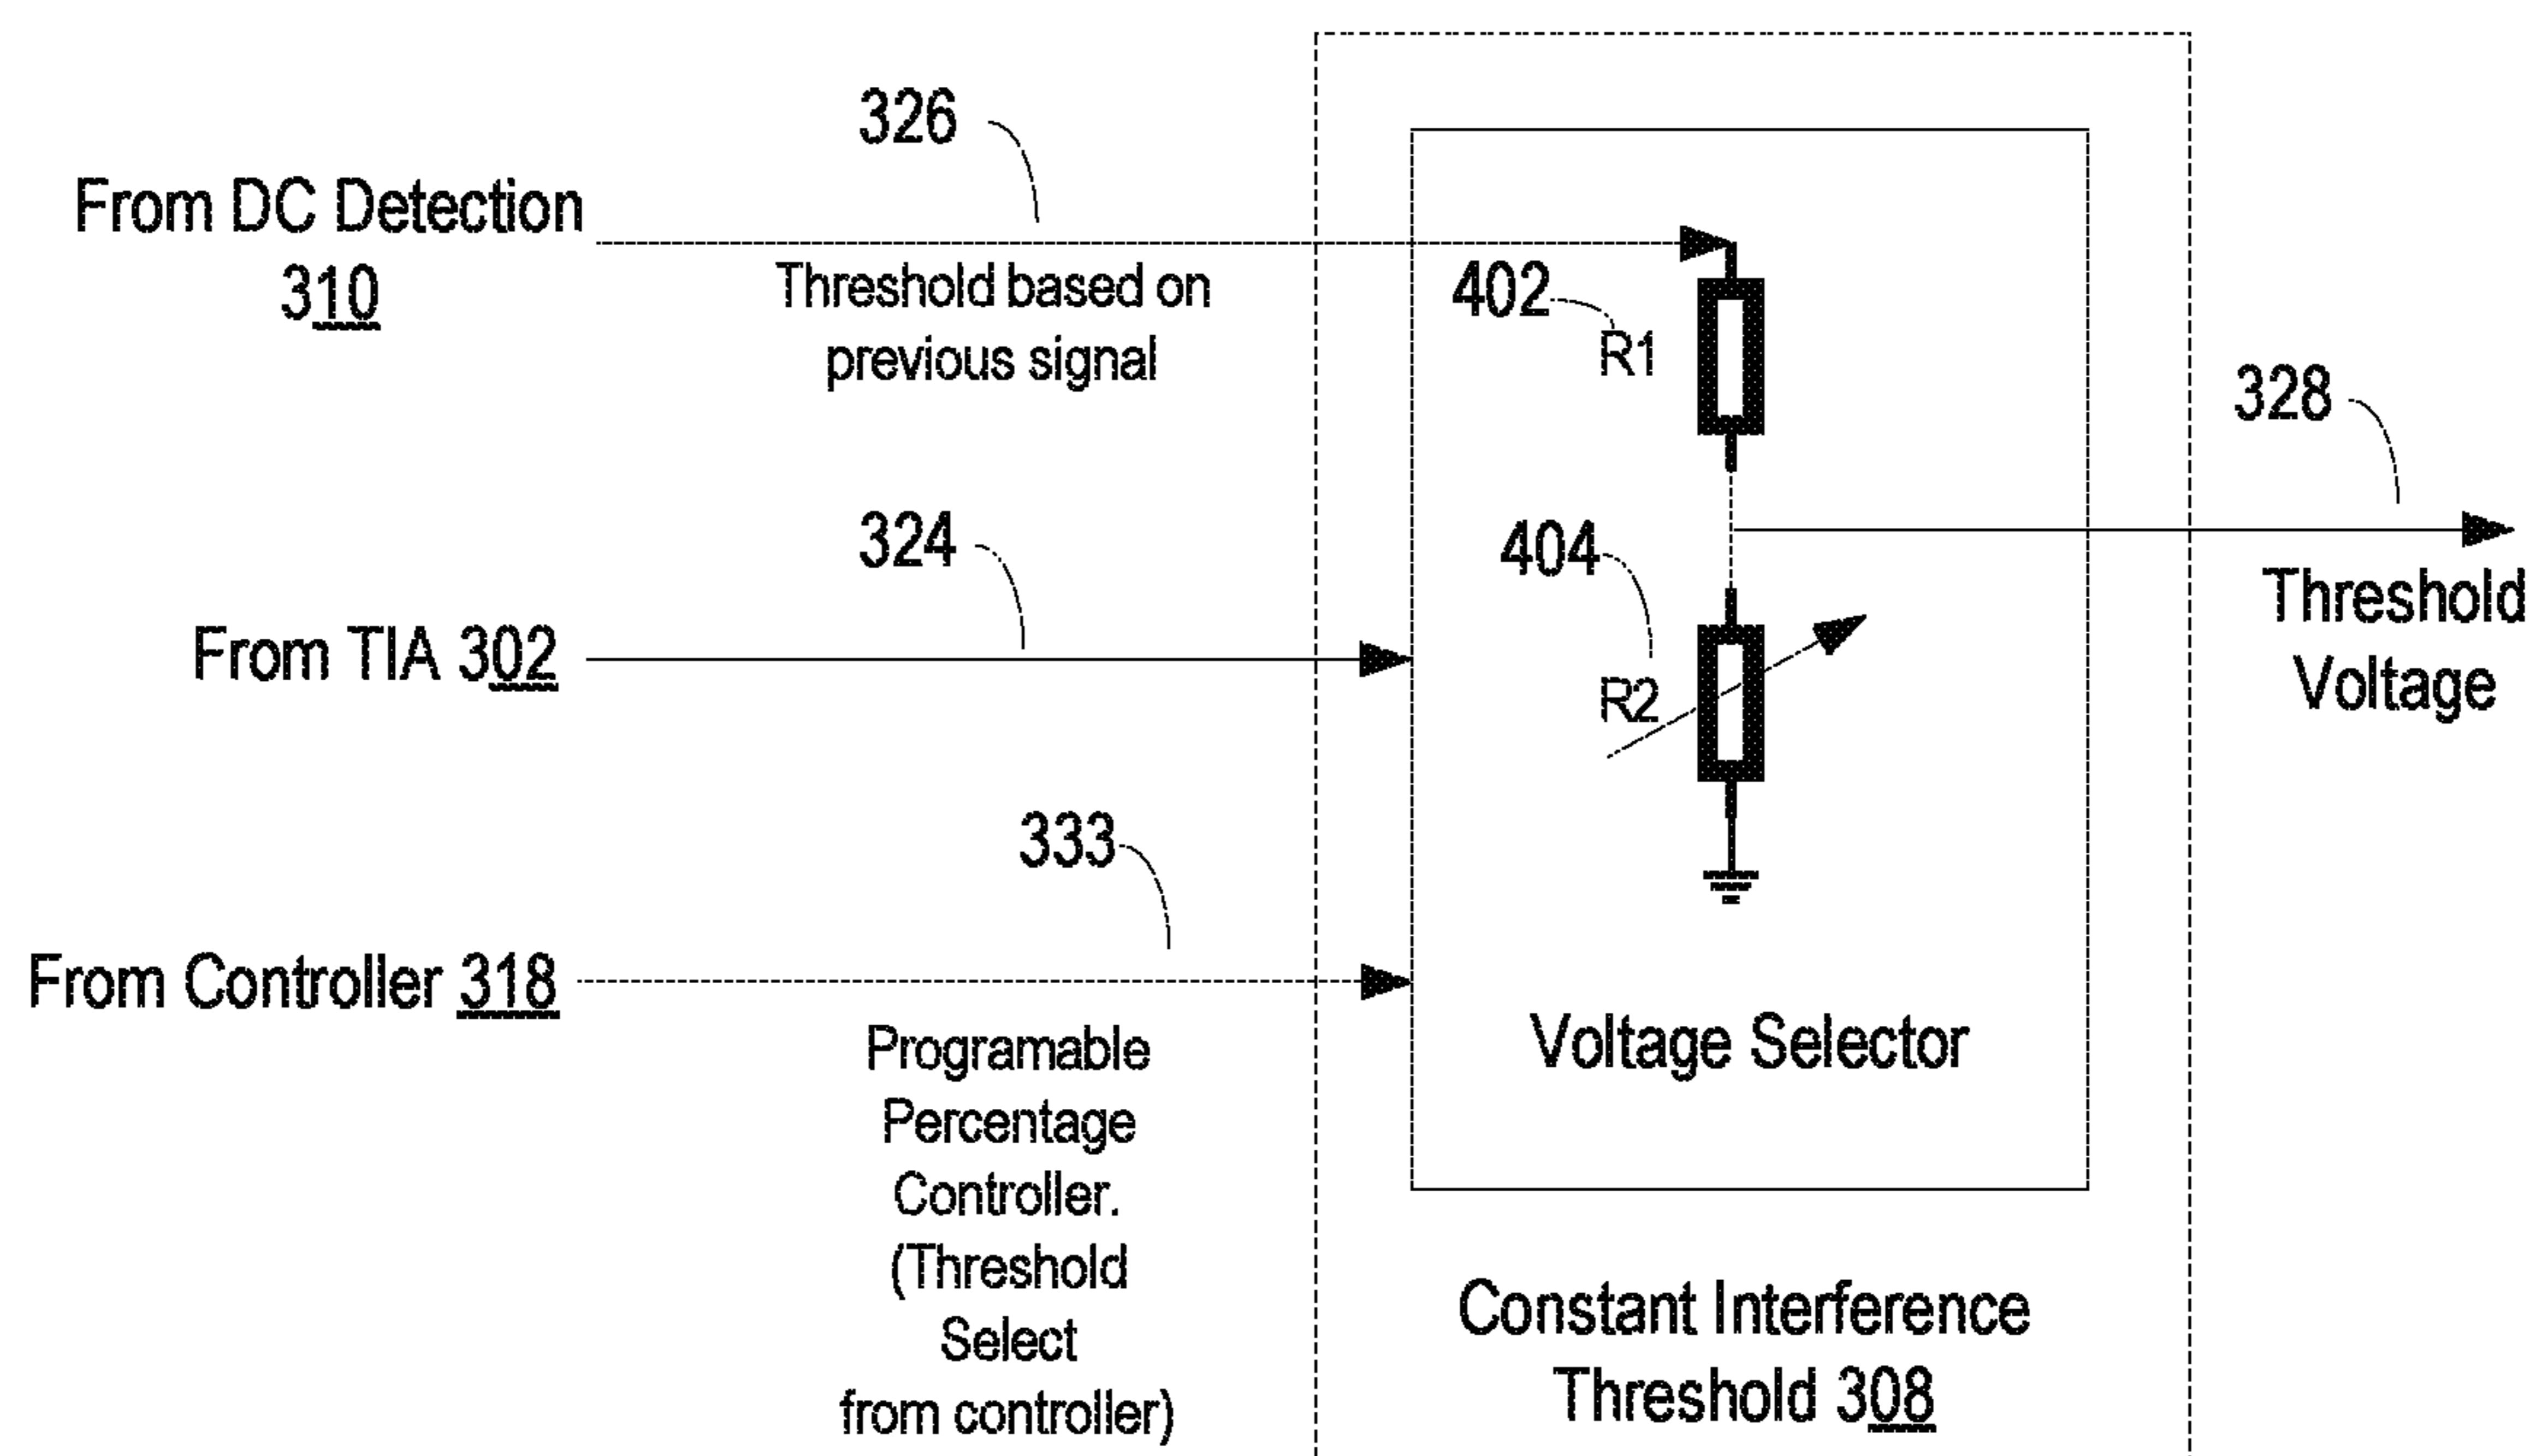 326
From DC Detection
310
Threshold based on
previous signal
402
R1
328
324
404
Threshold
Voltage
From TIA 302
R2
333
From Controller 318
Voltage Selector
Programable
Percentage
Controller.
(Threshold
Select
from controller)
Constant Interference
Threshold 308